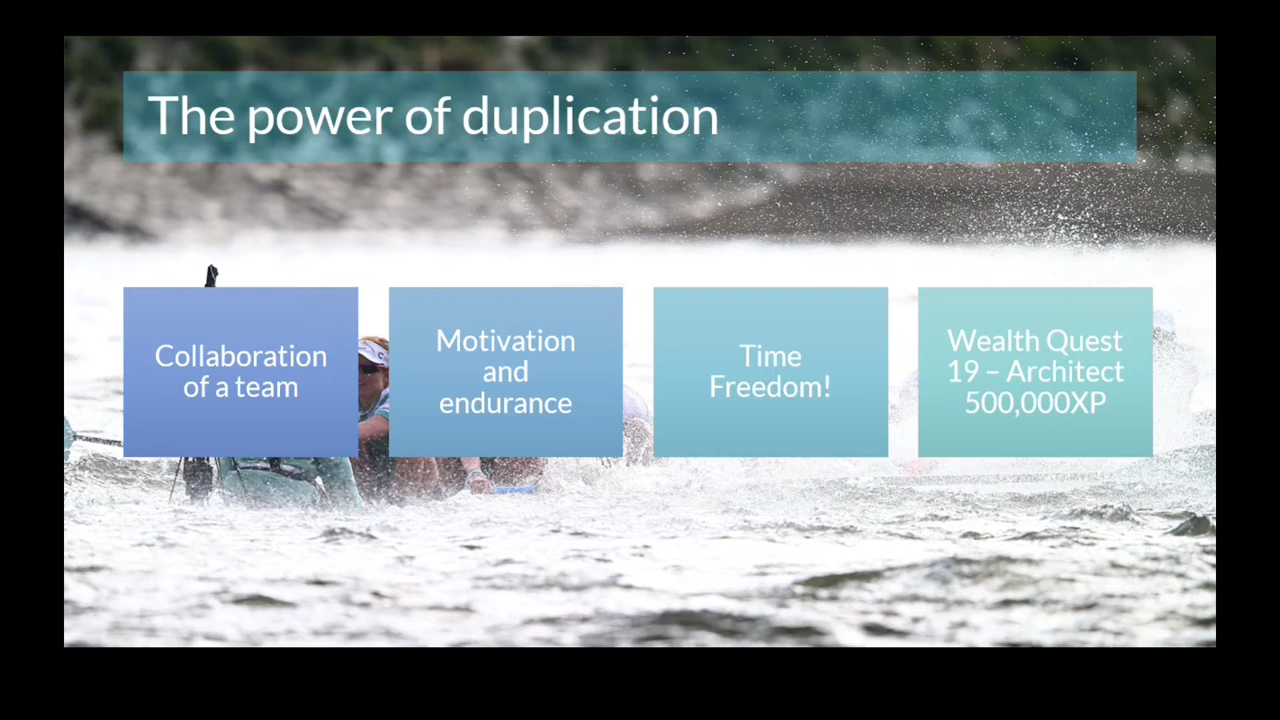 The power of duplication
Collaboration
of a team
Motivation
and
endurance
Time
Freedom!
Wealth Quest
19 – Architect
500,000XP